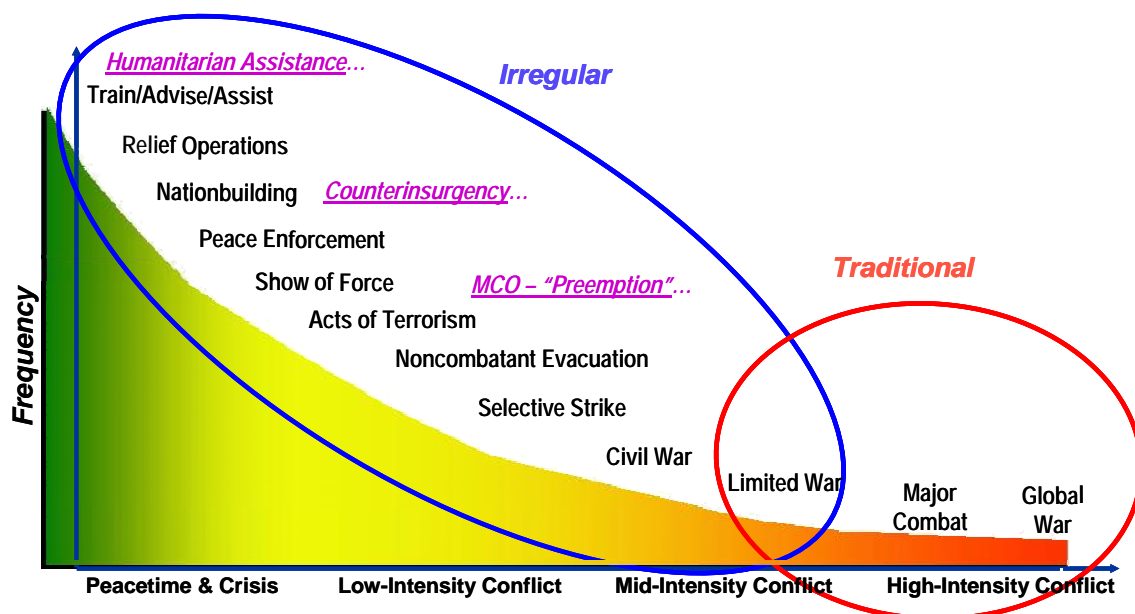 Humanitarian Assistance...
Irregular
Train/Advise/Assist
Relief Operations
Nationbuilding
Counterinsurgency...
Peace Enforcement
Traditional
Show of Force
MCO – “Preemption”...
Acts of Terrorism
Noncombatant Evacuation
Selective Strike
Civil War
Limited War
Major
Combat
Global
War
Frequency
Peacetime & Crisis
Low-Intensity Conflict
Mid-Intensity Conflict
High-Intensity Conflict